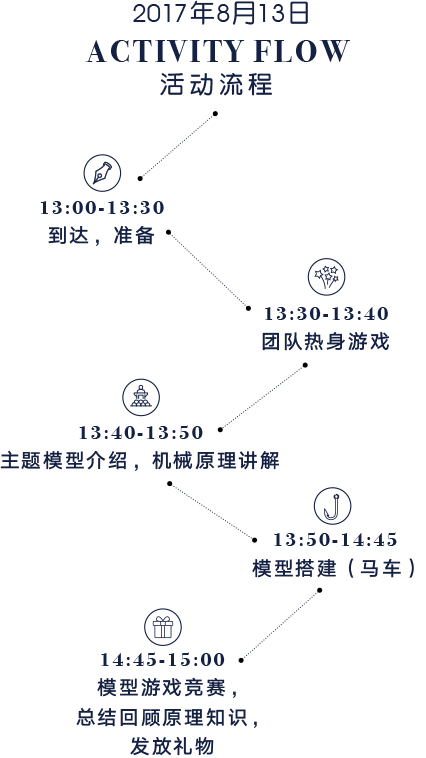 2017年8月13日
ACTIVITY FLOW
活动流程
13:00-13:30
到达，准备
13:30-13:40
团队热身游戏
13:40-13:50
主题模型介绍，机械原理讲解
13:50-14:45
模型搭建（马车）
14:45-15:00
模型游戏竞赛，
总结回顾原理知识，
发放礼物